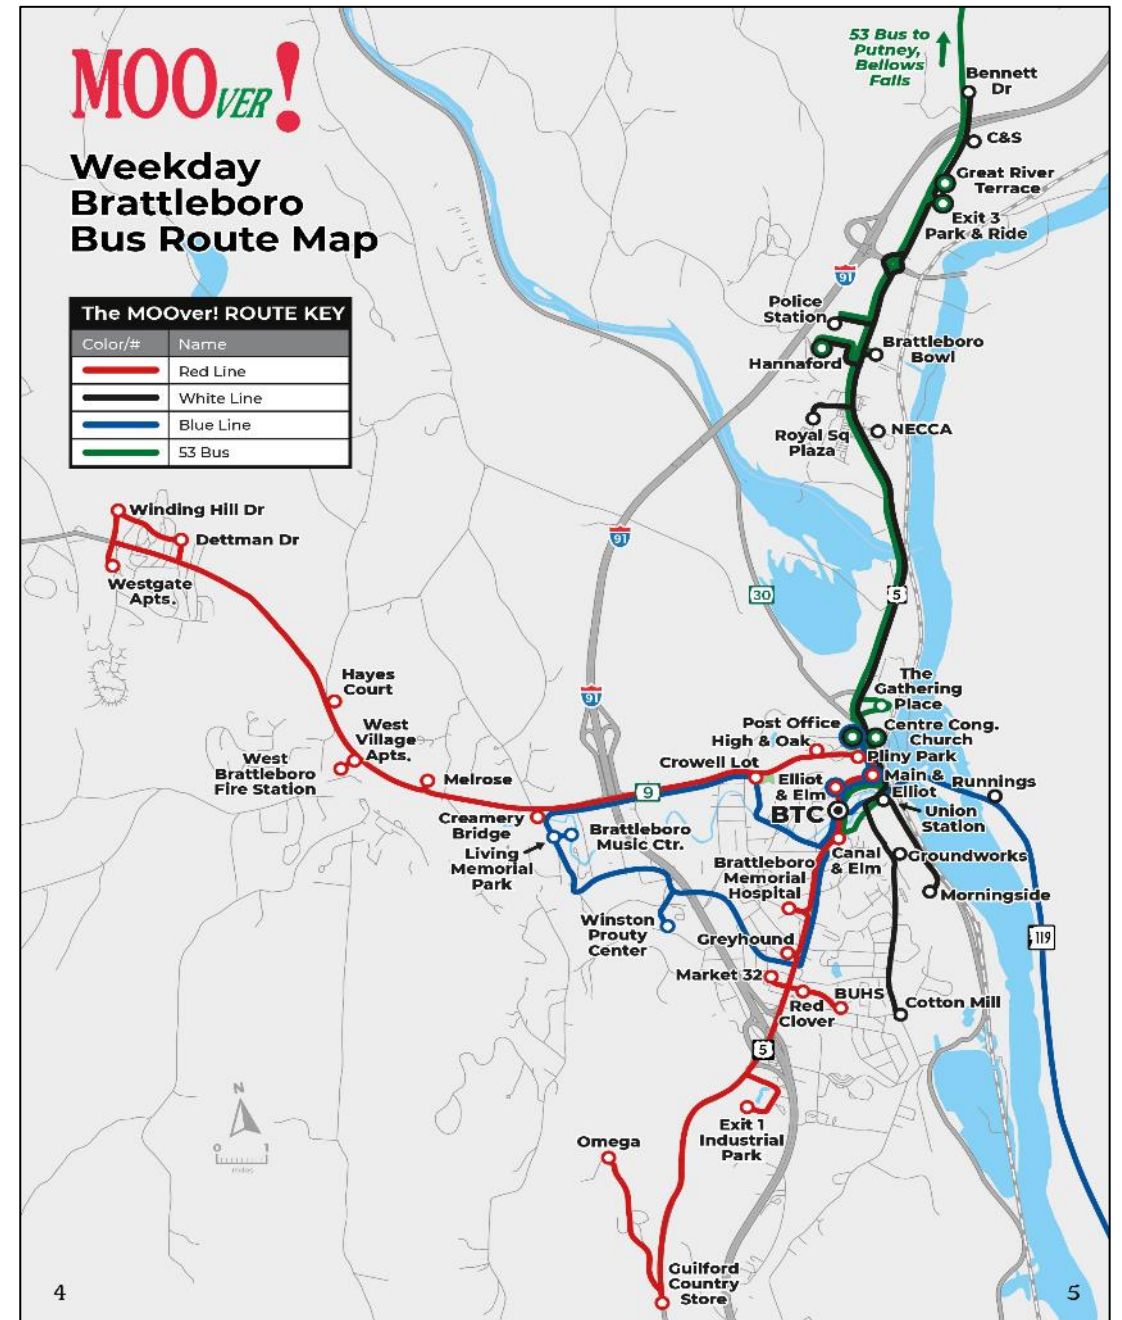 MOOVER!
Weekday
Brattleboro
Bus Route Map
The MOOver! ROUTE KEY
Color/# Name
Red Line
White Line
Blue Line
53 Bus
53 Bus to
Putney,
Bellows
Falls
Bennett
Dr
C&S
Great River
Terrace
Exit 3
Park & Ride
91
Police
Station
Brattleboro
Bowl
Hannaford
Royal Sq
Plaza
NECCA
Winding Hill Dr
Dettman Dr
Westgate
Apts.
91
30
5
Hayes
Court
91
The
Gathering
Place
West
Village
Apts.
West
Brattleboro
Fire Station
Melrose
Post Office
Centre Cong.
Church
High & Oak
Pliny Park
Crowell Lot
9
Elliot
& Elm
Main &
Elliot
Runnings
BTC
Union
Station
Creamery
Bridge
Brattleboro
Music Ctr.
Living
Memorial
Park
Canal
& Elm
Groundworks
Brattleboro
Memorial
Hospital
Morningside
Winston
Prouty
Center
Greyhound
119
Market 32
Red
Clover
BUHS
Cotton Mill
5
N
0 1
miles
Exit 1
Industrial
Park
Omega
Guilford
Country
Store
4
5